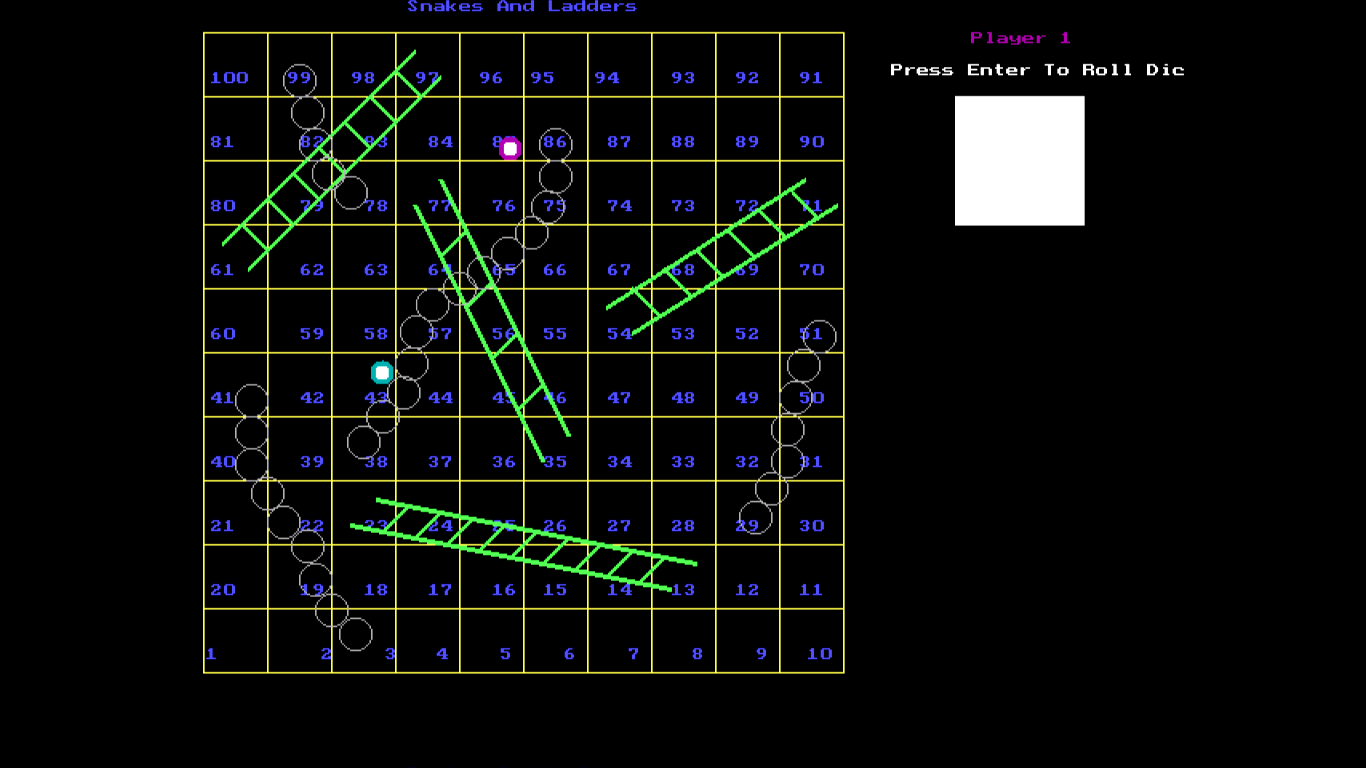 Snakes And Ladders
Player 1
Press Enter To Roll Dic
100 99 98 97 96 95 94 93 92 91
81 82 83 84 86 87 88 89 90
80 79 78 77 76 75 74 73 72 71
61 62 63 64 65 66 67 68 69 70
60 59 58 57 56 55 54 53 52 51
41 42 43 44 45 46 47 48 49 50
40 39 38 37 36 35 34 33 32 31
21 22 23 24 25 26 27 28 29 30
20 19 18 17 16 15 14 13 12 11
1 2 3 4 5 6 7 8 9 10